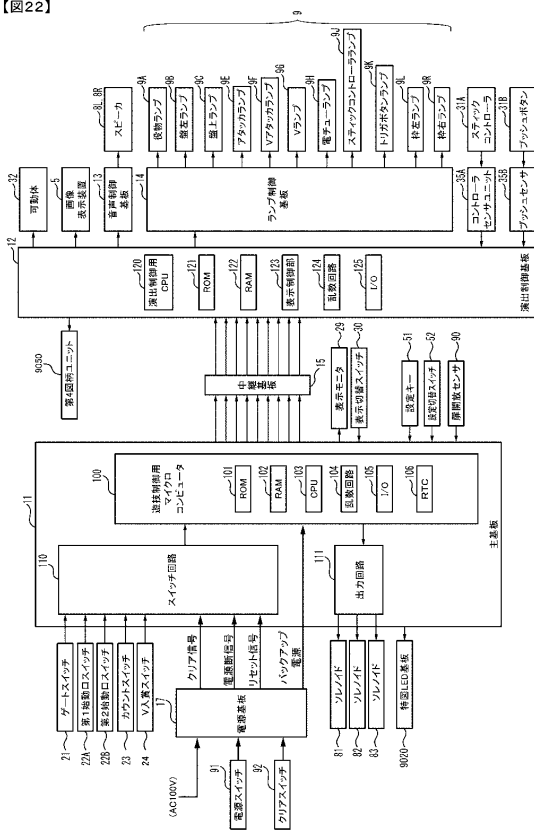 【図22】
9
32
可動体
5
画像
表示装置
13
音声制御
基板
8L 8R
スピーカ
14
ランプ制御
基板
9A
役物ランプ
9B
盤左ランプ
9C
盤上ランプ
9E
アタッカランプ
9F
Vアタッカランプ
9G
Vランプ
9H
電チューランプ
9J
スティックコントローラランプ
9K
トリガボタンランプ
9L
枠左ランプ
9R
枠右ランプ
35A
コントローラ
センサユニット
31A
スティック
コントローラ
35B
プッシュセンサ
31B
プッシュボタン
12
120
演出制御用
CPU
121
ROM
122
RAM
123
表示制御部
124
乱数回路
125
I/O
演出制御基板
9050
第4図柄ユニット
中継基板
15
29
表示モニタ
30
表示切替スイッチ
51
設定キー
52
設定切替スイッチ
90
扉開放センサ
11
100
遊技制御用
マイクロ
コンピュータ
101
ROM
102
RAM
103
CPU
104
乱数回路
105
I/O
106
RTC
主基板
110
スイッチ回路
111
出力回路
クリア信号
電源断信号
リセット信号
バックアップ
電源
ゲートスイッチ
21
第1始動口スイッチ
22A
第2始動口スイッチ
22B
カウントスイッチ
23
V入賞スイッチ
24
17
電源基板
(AC100V)
91
電源スイッチ
92
クリアスイッチ
ソレノイド
81
ソレノイド
82
ソレノイド
83
特図LED基板
9020